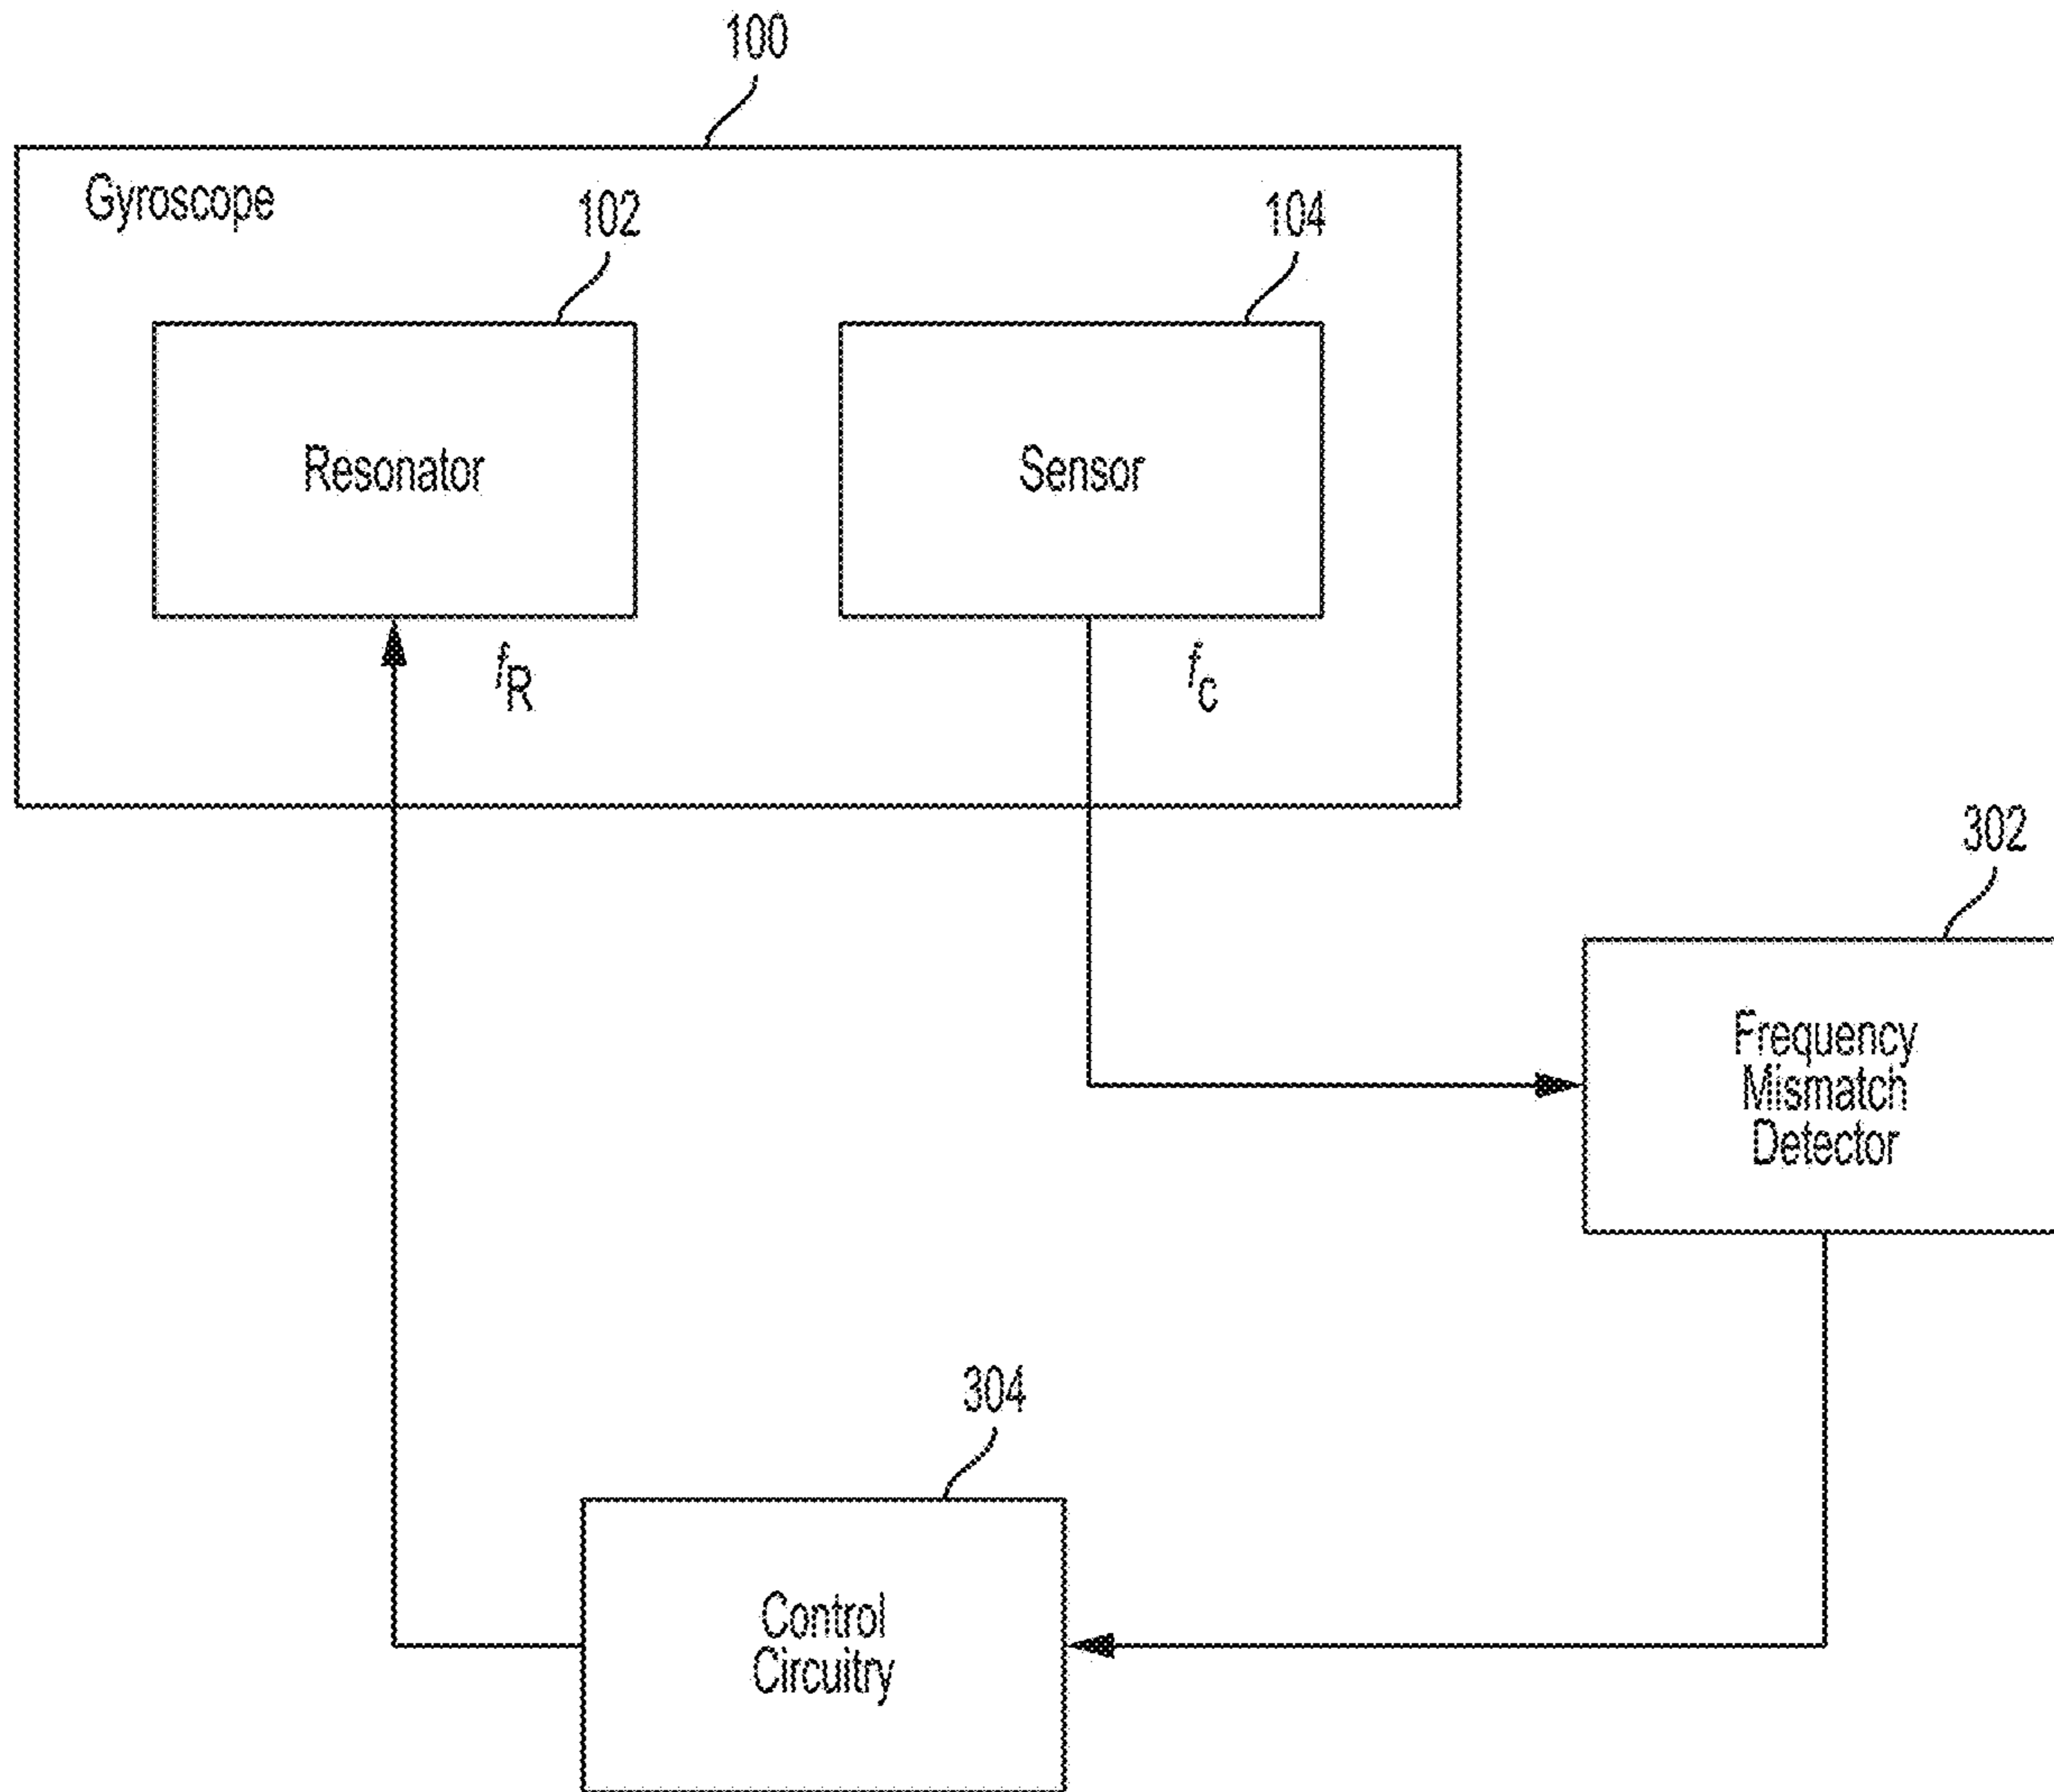 100
Gyroscope
102
104
Resonator
Sensor
fR
fC
302
Frequency
Mismatch
Detector
304
Control
Circuitry